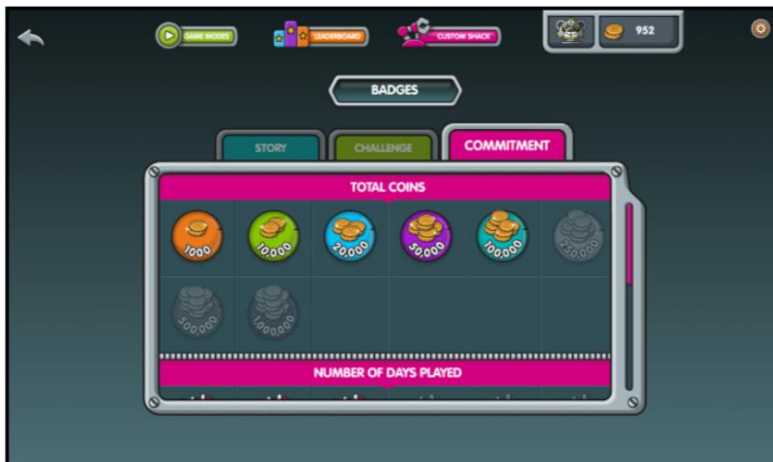 GAME MODES
LEADERBOARD
CUSTOM SHACK
952
BADGES
STORY
CHALLENGE
COMMITMENT
TOTAL COINS
1000
10,000
20,000
50,000
100,000
250,000
500,000
1,000,000
NUMBER OF DAYS PLAYED